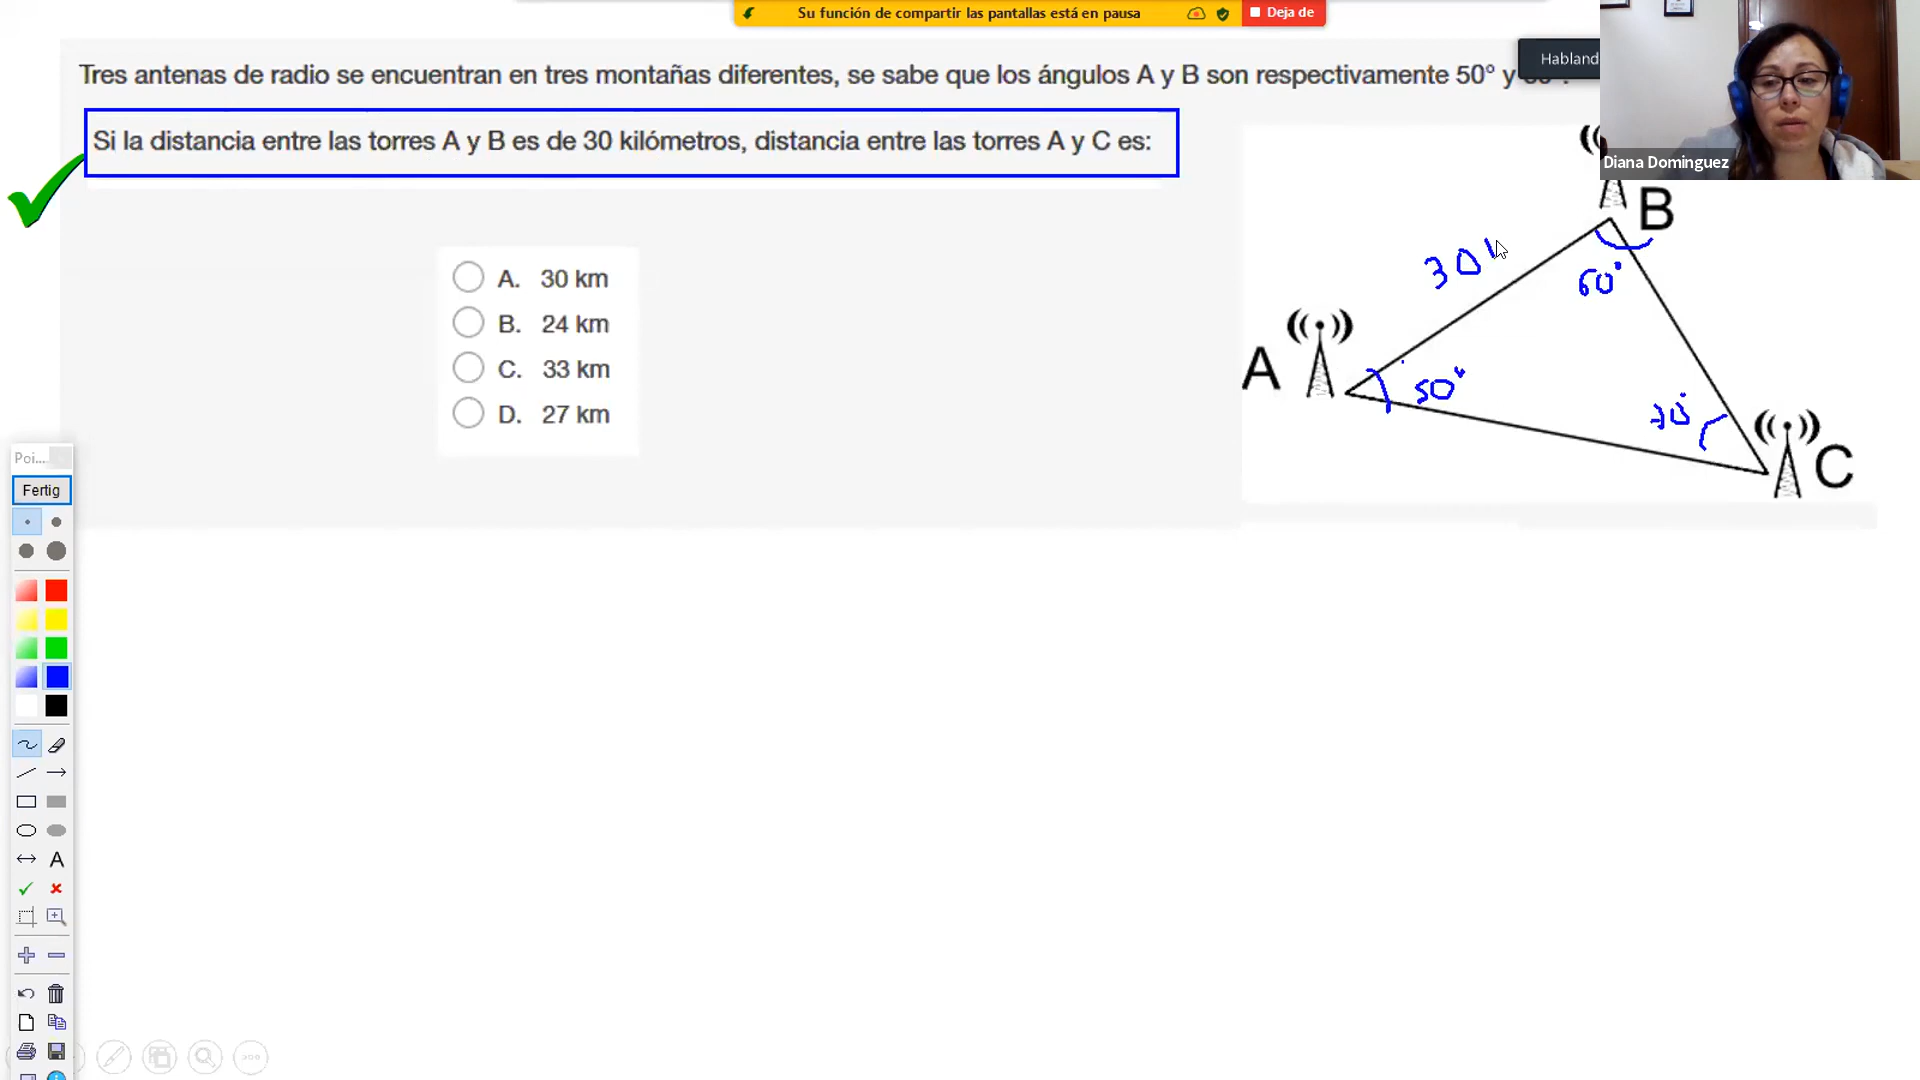 Su función de compartir las pantallas está en pausa
Deja de
Habland
Diana Dominguez
Tres antenas de radio se encuentran en tres montañas diferentes, se sabe que los ángulos A y B son respectivamente 50° y
Si la distancia entre las torres A y B es de 30 kilómetros, distancia entre las torres A y C es:
A. 30 km
B. 24 km
C. 33 km
D. 27 km
B
30
60°
A
50°
C
Poi....
Fertig
A